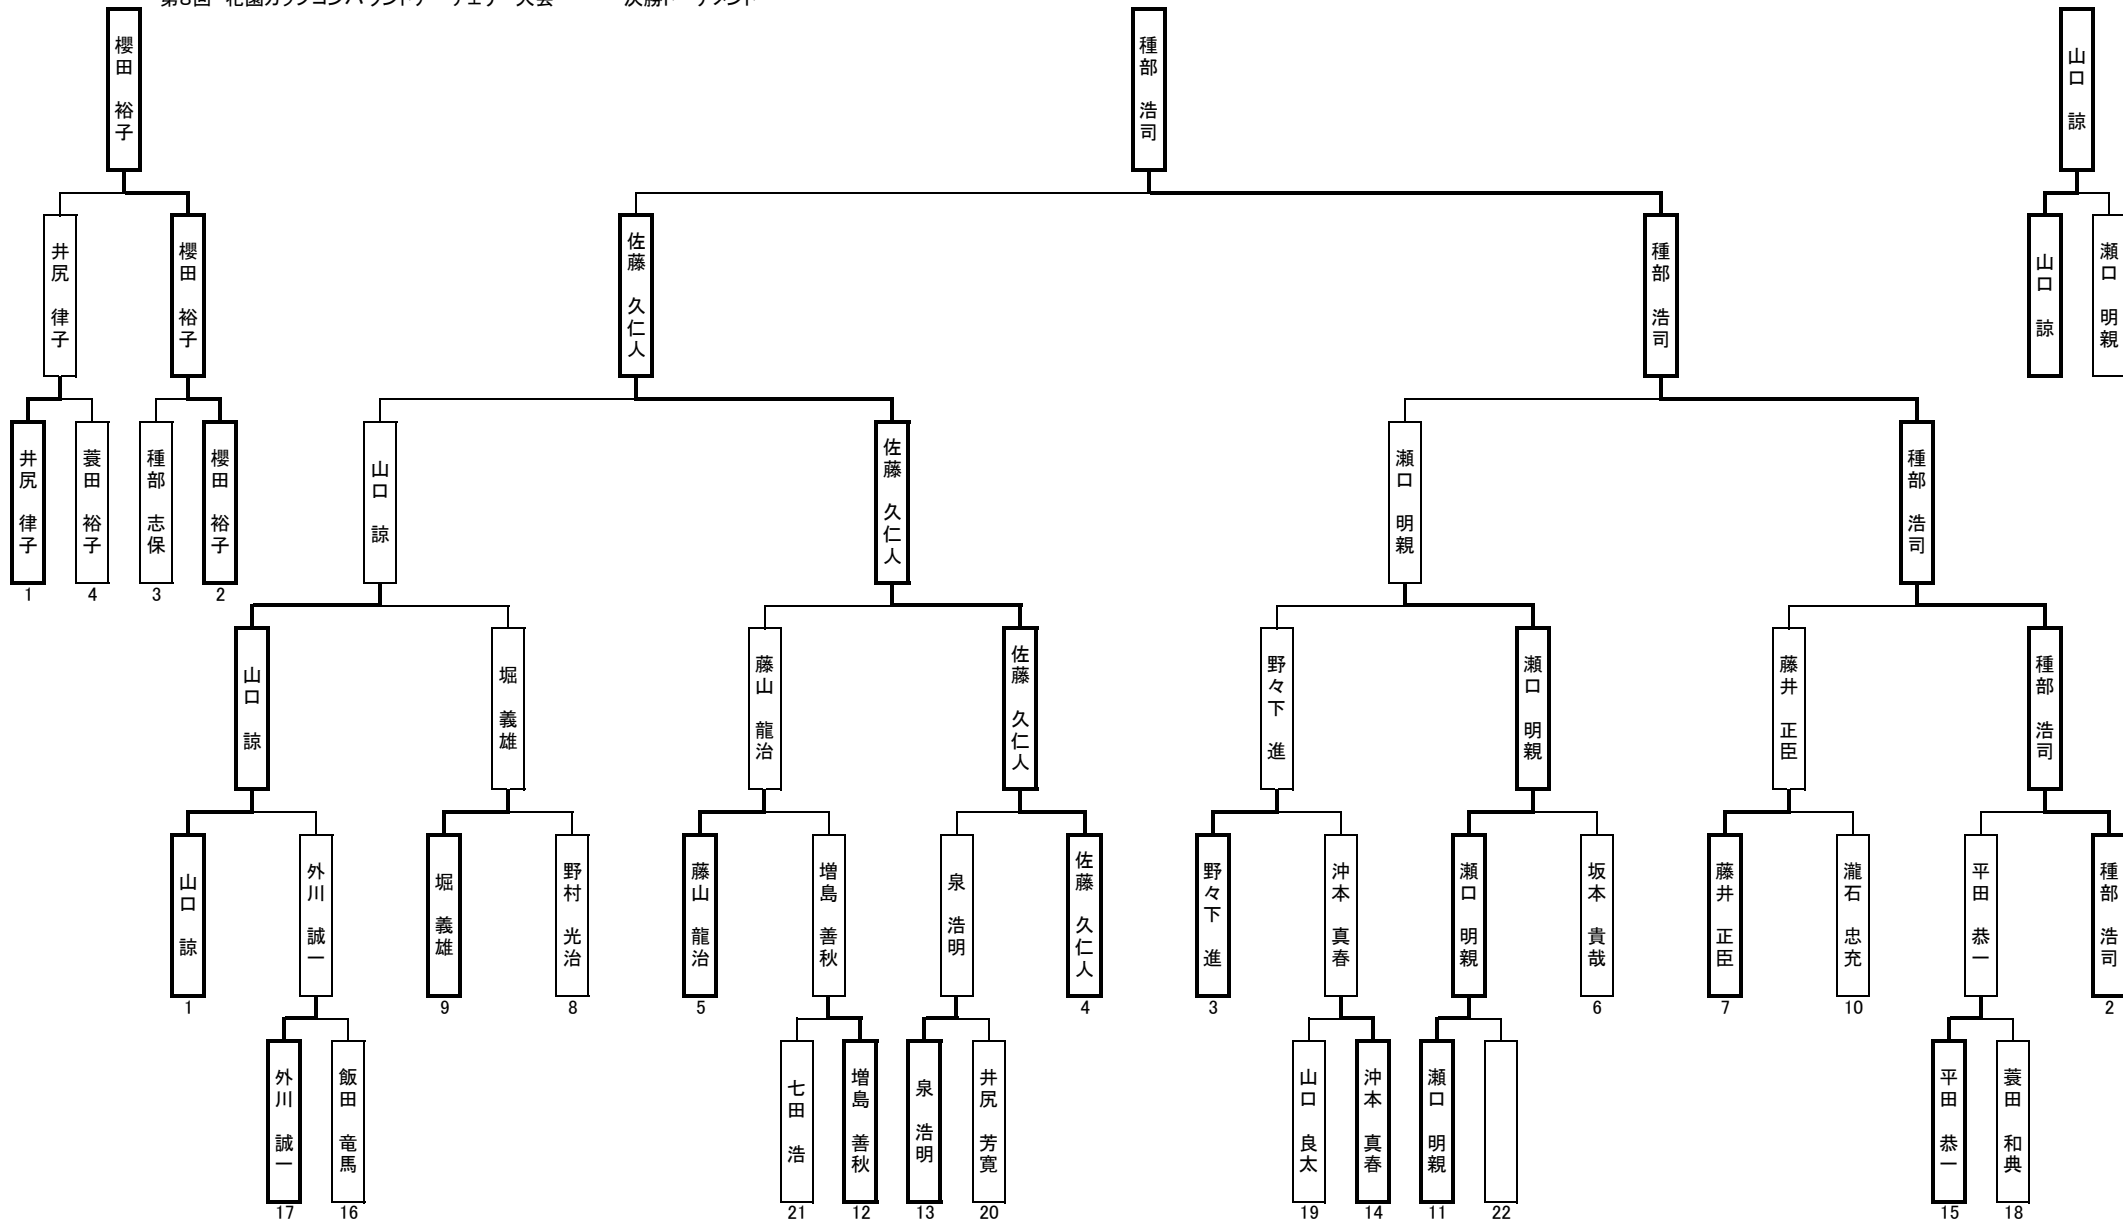 櫻田 裕子
種部 浩司
山口 諒
井尻 律子
櫻田 裕子
佐藤 久仁人
種部 浩司
山口 諒
瀬口 明親
井尻 律子
蓑田 裕子
種部 志保
櫻田 裕子
山口 諒
佐藤 久仁人
瀬口 明親
種部 浩司
1
4
3
2
山口 諒
堀 義雄
藤山 龍治
佐藤 久仁人
野々下 進
瀬口 明親
藤井 正臣
種部 浩司
山口 諒
外川 誠一
堀 義雄
野村 光治
藤山 龍治
増島 善秋
泉 浩明
佐藤 久仁人
野々下 進
沖本 真春
瀬口 明親
坂本 貴哉
藤井 正臣
瀧石 忠充
平田 恭一
種部 浩司
1
9
8
5
4
3
6
7
10
2
外川 誠一
飯田 竜馬
七田 浩
増島 善秋
泉 浩明
井尻 芳寛
山口 良太
沖本 真春
瀬口 明親
平田 恭一
蓑田 和典
17
16
21
12
13
20
19
14
11
22
15
18